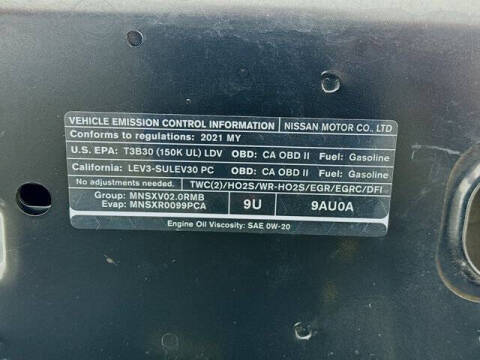 VEHICLE EMISSION CONTROL INFORMATION NISSAN MOTOR CO., LTD
Conforms to regulations: 2021 MY
U.S. EPA: T3B30 (150K UL) LDV OBD: CA OBD II Fuel: Gasoline
California: LEV3-SULEV30 PC OBD: CA OBD II Fuel: Gasoline
No adjustments needed. TWC(2)/HO2S/WR-HO2S/EGR/EGRC/DFI
Group: MNSXV02.0RMB 9U 9AU0A
Evap: MNSXR0099PCA
Engine Oil Viscosity: SAE 0W-20